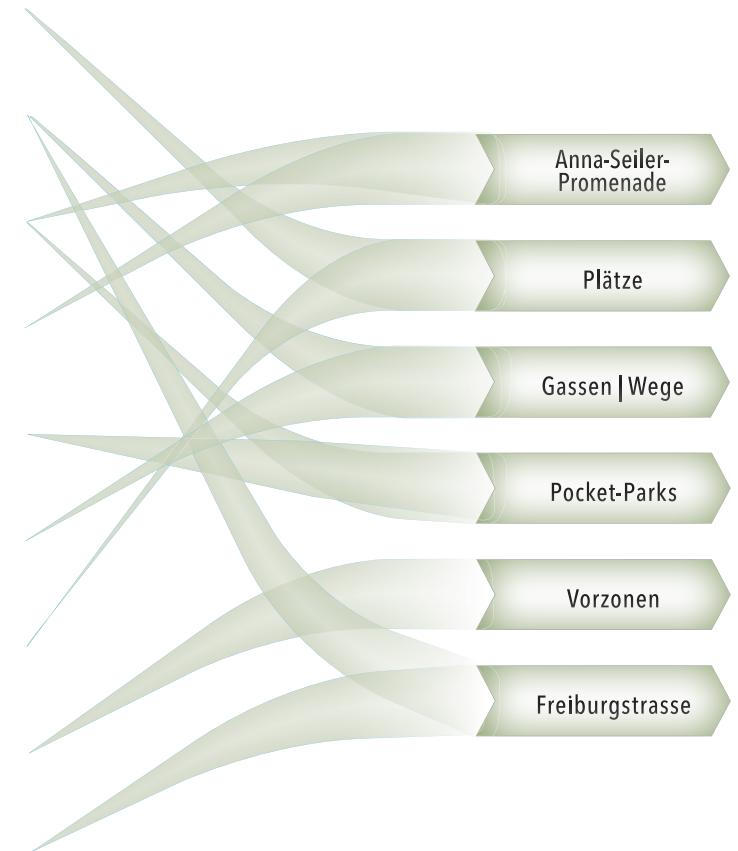 Anna-Seiler-
Promenade
Plätze
Gassen | Wege
Pocket-Parks
Vorzonen
Freiburgstrasse